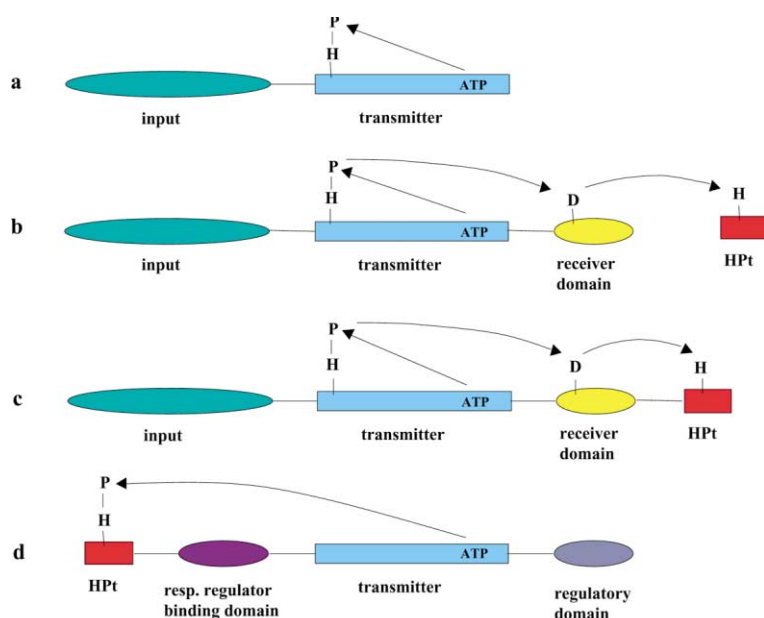 P
H
a
ATP
input
transmitter
P
D
H
H
b
ATP
input
transmitter
receiver
domain
HPt
P
D
H
H
c
ATP
input
transmitter
receiver
domain
HPt
P
H
d
ATP
HPt
resp. regulator
binding domain
transmitter
regulatory
domain